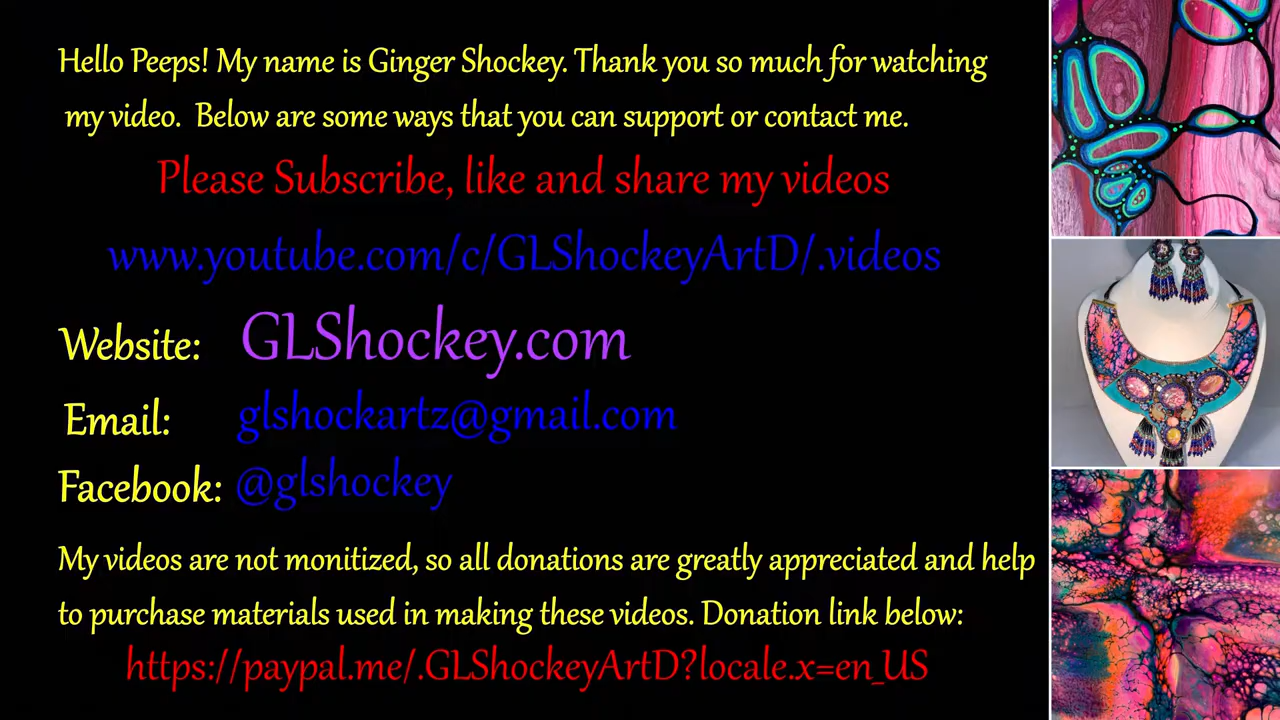 Hello Peeps! My name is Ginger Shockey. Thank you so much for watching
my video. Below are some ways that you can support or contact me.
Please Subscribe, like and share my videos
www.youtube.com/c/GLShockeyArtD/.videos
Website: GLShockey.com
Email: glshockartz@gmail.com
Facebook: @glshockey
My videos are not monitized, so all donations are greatly appreciated and help
to purchase materials used in making these videos. Donation link below:
https://paypal.me/.GLShockeyArtD?locale.x=en_US